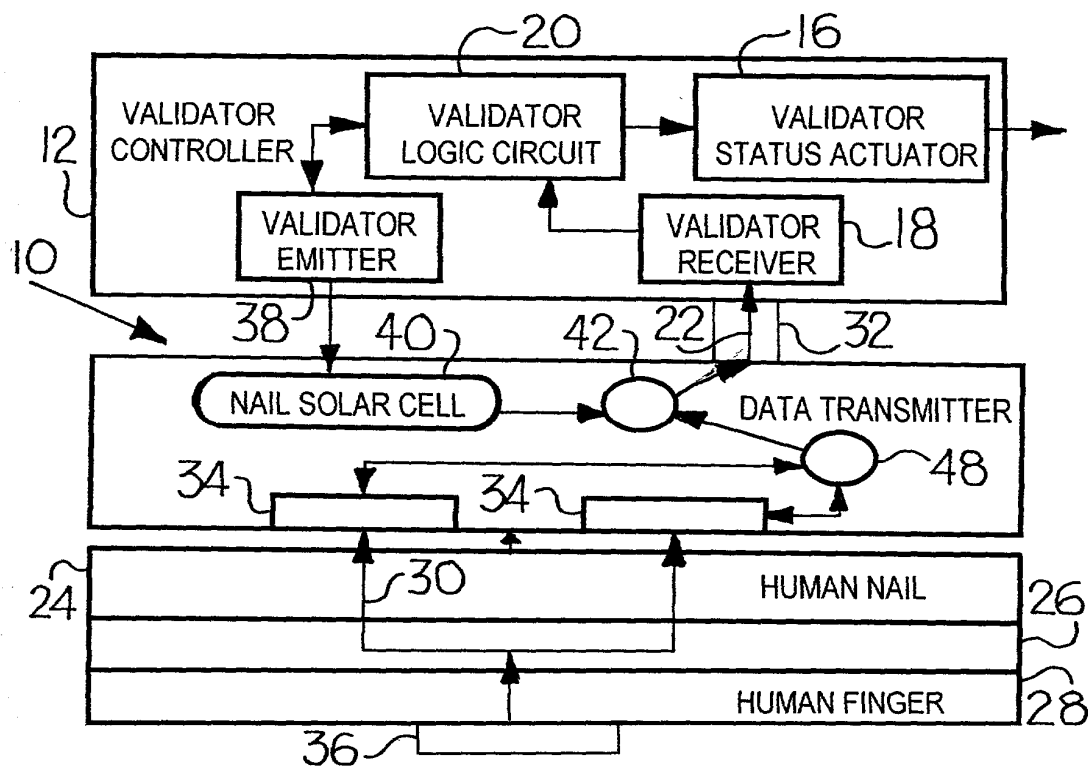 20
16
VALIDATOR
CONTROLLER
VALIDATOR
LOGIC CIRCUIT
VALIDATOR
STATUS ACTUATOR
12
VALIDATOR
EMITTER
VALIDATOR
RECEIVER
18
10
38
40
42
22
32
NAIL SOLAR CELL
DATA TRANSMITTER
48
34
34
30
24
HUMAN NAIL
26
HUMAN FINGER
28
36